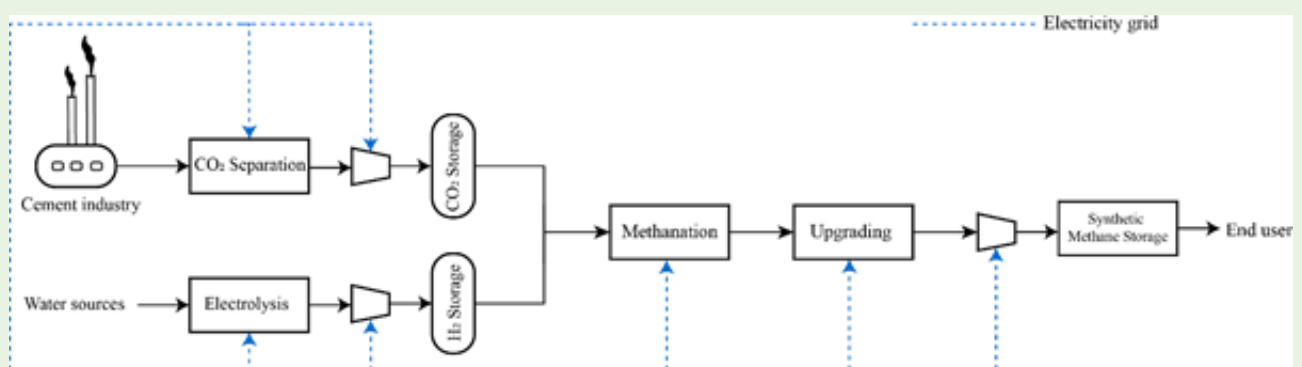 Electricity grid
CO₂ Separation
CO₂ Storage
Cement industry
Methanation
Upgrading
Synthetic
Methane Storage
End user
Water sources
Electrolysis
H₂ Storage